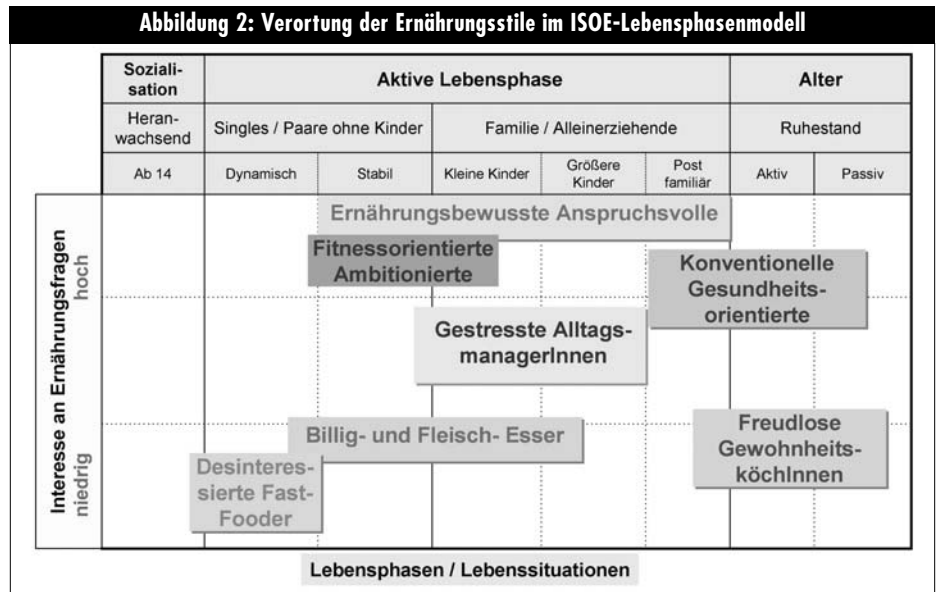 Abbildung 2: Verortung der Ernährungsstile im ISOE-Lebensphasenmodell
Soziali-
sation
Aktive Lebensphase
Alter
Heran-
wachsend
Singles / Paare ohne Kinder
Familie / Alleinerziehende
Ruhestand
Ab 14
Dynamisch
Stabil
Kleine Kinder
Größere
Kinder
Post
familiär
Aktiv
Passiv
Interesse an Ernährungsfragen
hoch
niedrig
Ernährungsbewusste Anspruchsvolle
Fitnessorientierte
Ambitionierte
Konventionelle
Gesundheits-
orientierte
Gestresste Alltags-
managerInnen
Billig- und Fleisch- Esser
Freudlose
Gewohnheits-
köchInnen
Desinteres-
sierte Fast-
Fooder
Lebensphasen / Lebenssituationen